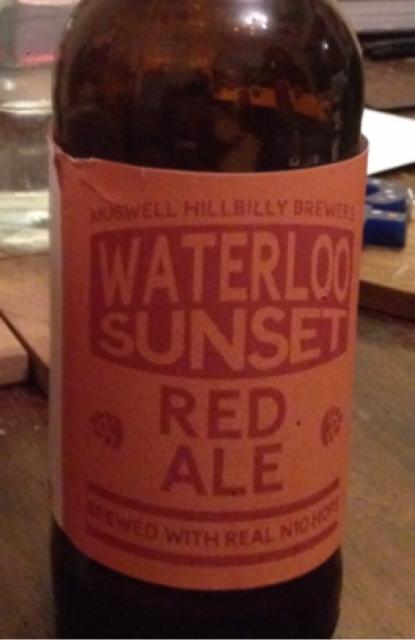 MUSWELL HILLBILLY BREWERS
WATERLOO
SUNSET
RED
ALE
BREWED WITH REAL N10 HOPS